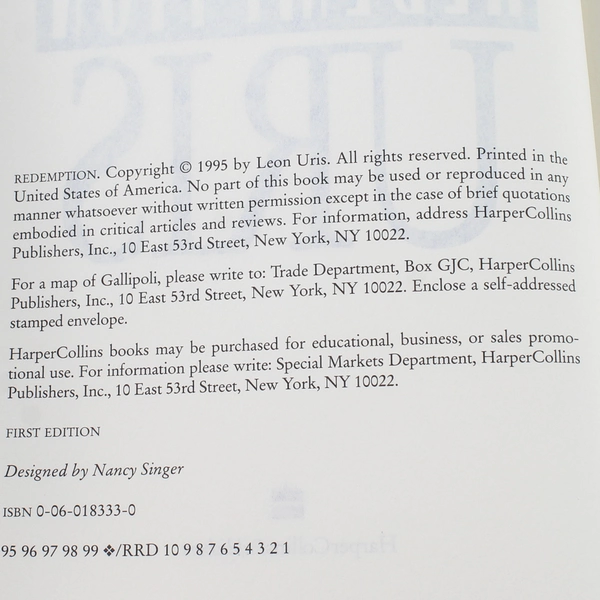 REDEMPTION. Copyright © 1995 by Leon Uris. All rights reserved. Printed in the
United States of America. No part of this book may be used or reproduced in any
manner whatsoever without written permission except in the case of brief quotations
embodied in critical articles and reviews. For information, address HarperCollins
Publishers, Inc., 10 East 53rd Street, New York, NY 10022.
For a map of Gallipoli, please write to: Trade Department, Box GJC, HarperCollins
Publishers, Inc., 10 East 53rd Street, New York, NY 10022. Enclose a self-addressed
stamped envelope.
HarperCollins books may be purchased for educational, business, or sales promo-
tional use. For information please write: Special Markets Department, HarperCollins
Publishers, Inc., 10 East 53rd Street, New York, NY 10022.
FIRST EDITION
Designed by Nancy Singer
ISBN 0-06-018333-0
95 96 97 98 99 ❖/RRD 10 9 8 7 6 5 4 3 2 1